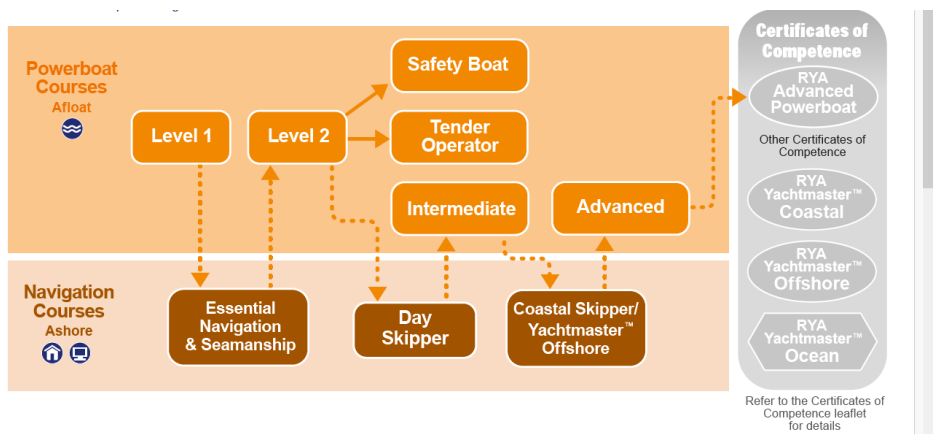 Powerboat
Courses
Afloat
Level 1
Level 2
Safety Boat
Tender
Operator
Intermediate
Advanced
Navigation
Courses
Ashore
Essential
Navigation
& Seamanship
Day
Skipper
Coastal Skipper/
Yachtmaster™
Offshore
Certificates of
Competence
RYA
Advanced
Powerboat
Other Certificates of
Competence
RYA
Yachtmaster™
Coastal
RYA
Yachtmaster™
Offshore
RYA
Yachtmaster™
Ocean
Refer to the Certificates of
Competence leaflet
for details